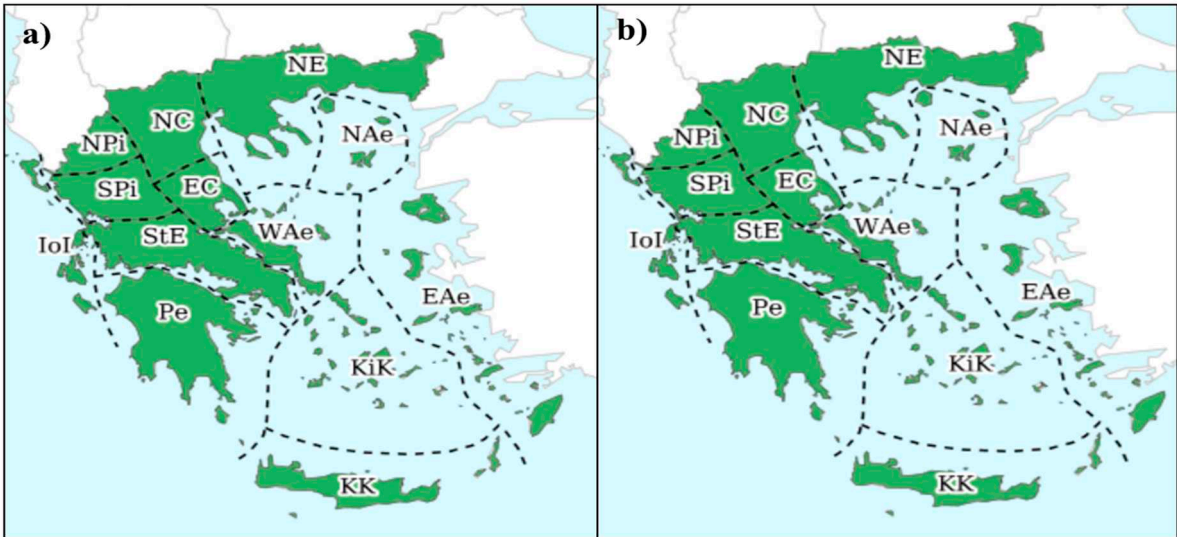 a)
NE
NC
NAe
NPi
SPi
EC
WAe
IoI
StE
EAe
Pe
KiK
KK
b)
NE
NC
NAe
NPi
SPi
EC
WAe
IoI
StE
EAe
Pe
KiK
KK